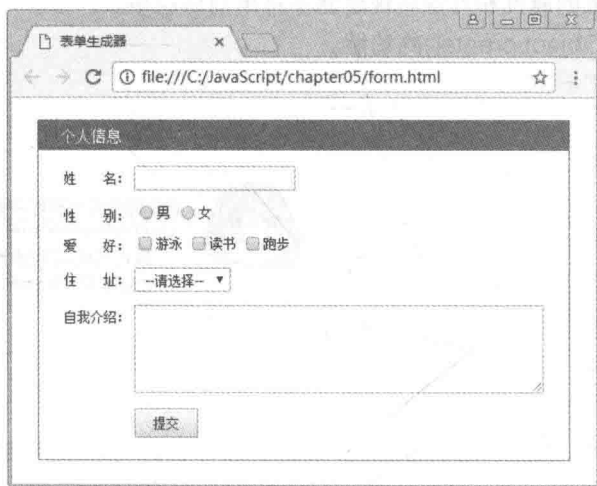 表单生成器
file:///C:/JavaScript/chapter05/form.html
个人信息
姓 名:
性 别: 男 女
爱 好: 游泳 读书 跑步
住 址: --请选择--
自我介绍:
提交